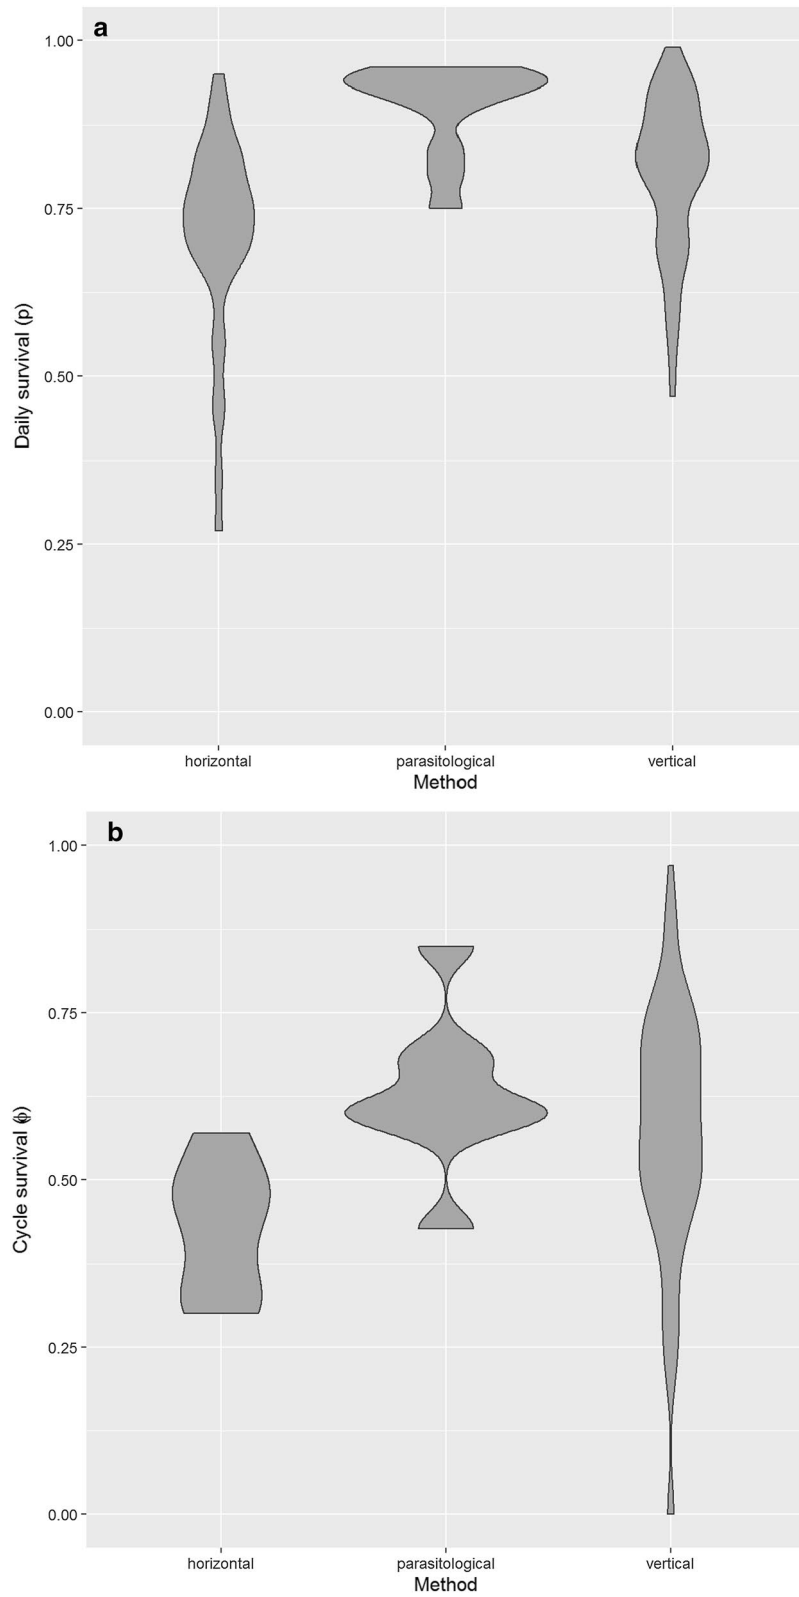 a
1.00
0.75
0.50
0.25
0.00
Daily survival (p)
horizontal parasitological vertical
Method
b
1.00
0.75
0.50
0.25
0.00
Cycle survival (ϕ)
horizontal parasitological vertical
Method